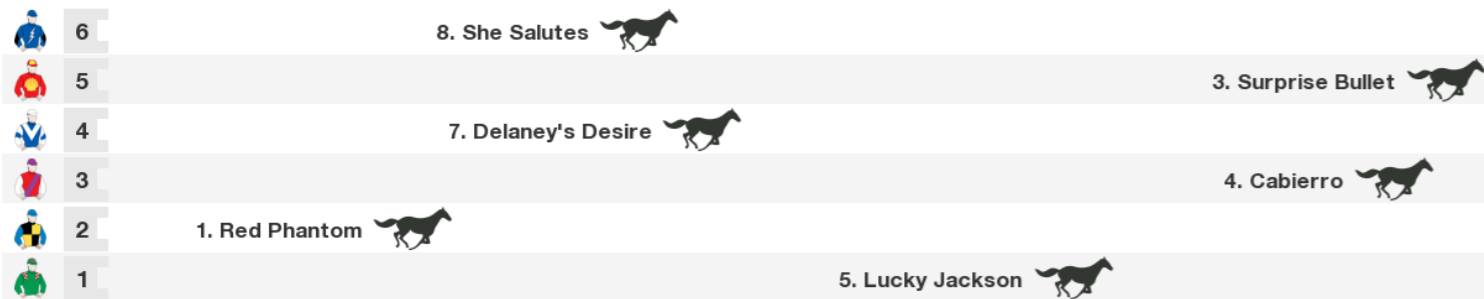 6 8. She Salutes
5 3. Surprise Bullet
4 7. Delaney's Desire
3 4. Cabierro
2 1. Red Phantom
1 5. Lucky Jackson